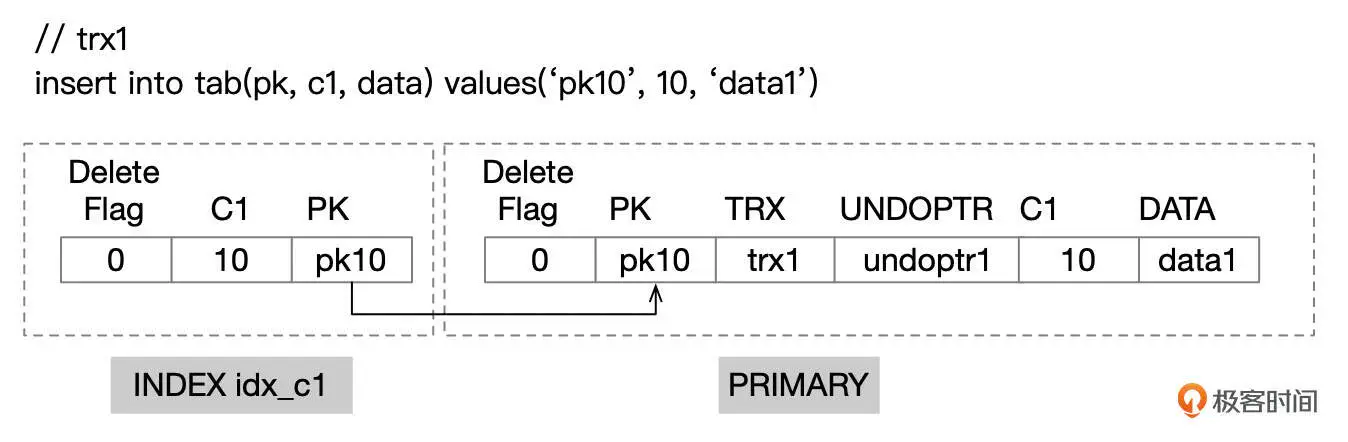 // trx1
insert into tab(pk, c1, data) values(‘pk10’, 10, ‘data1’)
Delete
Flag C1 PK
0 10 pk10
INDEX idx_c1
Delete
Flag PK TRX UNDOPTR C1 DATA
0 pk10 trx1 undoptr1 10 data1
PRIMARY
极客时间